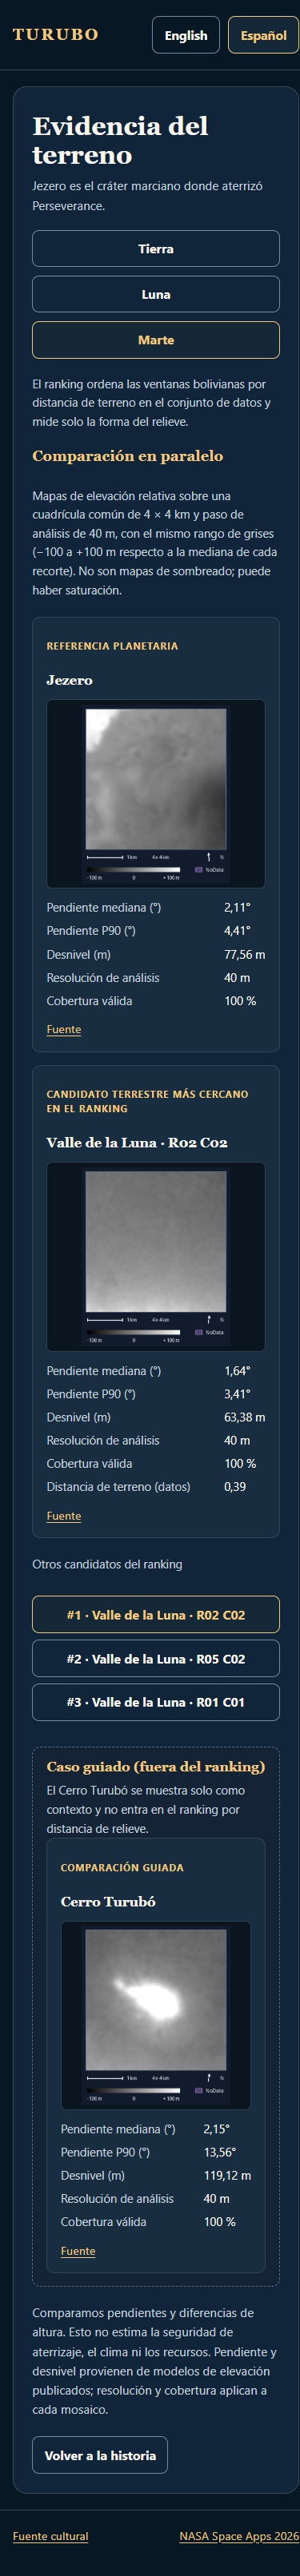 TURUBO
English
Español
Evidencia del
terreno
Jezero es el cráter marciano donde aterrizó
Perseverance.
Tierra
Luna
Marte
El ranking ordena las ventanas bolivianas por
distancia de terreno en el conjunto de datos y
mide solo la forma del relieve.
Comparación en paralelo
Mapas de elevación relativa sobre una
cuadrícula común de 4 × 4 km y paso de
análisis de 40 m, con el mismo rango de grises
(−100 a +100 m respecto a la mediana de cada
recorte). No son mapas de sombreado; puede
haber saturación.
REFERENCIA PLANETARIA
Jezero
1 km 4x4 km N
-100 m 0 +100 m NoData
Pendiente mediana (°) 2,11°
Pendiente P90 (°) 4,41°
Desnivel (m) 77,56 m
Resolución de análisis 40 m
Cobertura válida 100 %
Fuente
CANDIDATO TERRESTRE MÁS CERCANO
EN EL RANKING
Valle de la Luna · R02 C02
1 km 4x4 km N
-100 m 0 +100 m NoData
Pendiente mediana (°) 1,64°
Pendiente P90 (°) 3,41°
Desnivel (m) 63,38 m
Resolución de análisis 40 m
Cobertura válida 100 %
Distancia de terreno (datos) 0,39
Fuente
Otros candidatos del ranking
#1 · Valle de la Luna · R02 C02
#2 · Valle de la Luna · R05 C02
#3 · Valle de la Luna · R01 C01
Caso guiado (fuera del ranking)
El Cerro Turubó se muestra solo como
contexto y no entra en el ranking por
distancia de relieve.
COMPARACIÓN GUIADA
Cerro Turubó
1 km 4x4 km N
-100 m 0 +100 m NoData
Pendiente mediana (°) 2,15°
Pendiente P90 (°) 13,56°
Desnivel (m) 119,12 m
Resolución de análisis 40 m
Cobertura válida 100 %
Fuente
Comparamos pendientes y diferencias de
altura. Esto no estima la seguridad de
aterrizaje, el clima ni los recursos. Pendiente y
desnivel provienen de modelos de elevación
publicados; resolución y cobertura aplican a
cada mosaico.
Volver a la historia
Fuente cultural
NASA Space Apps 2026